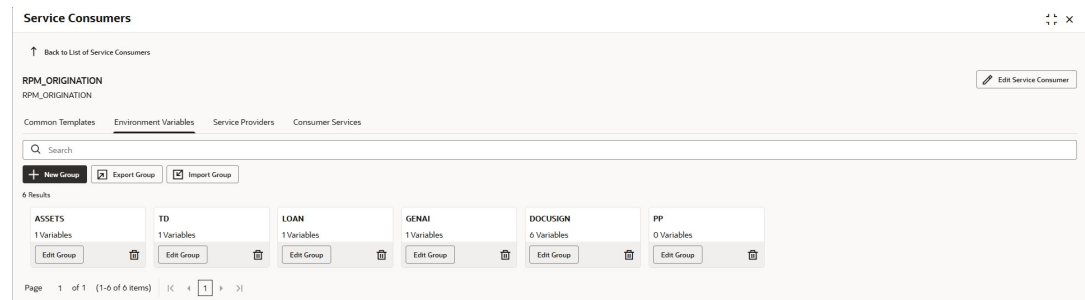 Service Consumers
Back to List of Service Consumers
RPM_ORIGINATION
RPM_ORIGINATION
Edit Service Consumer
Common Templates Environment Variables Service Providers Consumer Services
Search
New Group Export Group Import Group
6 Results
ASSETS TD LOAN GENAI DOCUSIGN PP
1 Variables 1 Variables 1 Variables 1 Variables 6 Variables 0 Variables
Edit Group Edit Group Edit Group Edit Group Edit Group Edit Group
Page 1 of 1 (1-6 of 6 items) 1